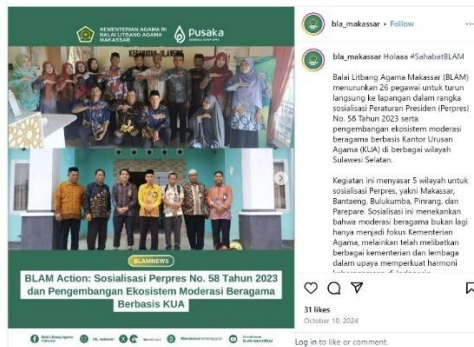 KEMENTERIAN AGAMA RI
BALAI LITBANG AGAMA
MAKASSAR
Pusaka
BLAMNEWS
BLAM Action: Sosialisasi Perpres No. 58 Tahun 2023
dan Pengembangan Ekosistem Moderasi Beragama
Berbasis KUA
bla_makassar • Follow
bla_makassar Holaaa #SahabatBLAM
Balai Litbang Agama Makassar (BLAM)
menurunkan 26 pegawai untuk turun
langsung ke lapangan dalam rangka
sosialisasi Peraturan Presiden (Perpres)
No. 58 Tahun 2023 serta
pengembangan ekosistem moderasi
beragama berbasis Kantor Urusan
Agama (KUA) di berbagai wilayah
Sulawesi Selatan.
Kegiatan ini menyasar 5 wilayah untuk
sosialisasi Perpres, yakni Makassar,
Bantaeng, Bulukumba, Pinrang, dan
Parepare. Sosialisasi ini menekankan
bahwa moderasi beragama bukan lagi
hanya menjadi fokus Kementerian
Agama, melainkan telah melibatkan
berbagai kementerian dan lembaga
dalam upaya memperkuat harmoni
31 likes
October 10, 2024
Log in to like or comment.